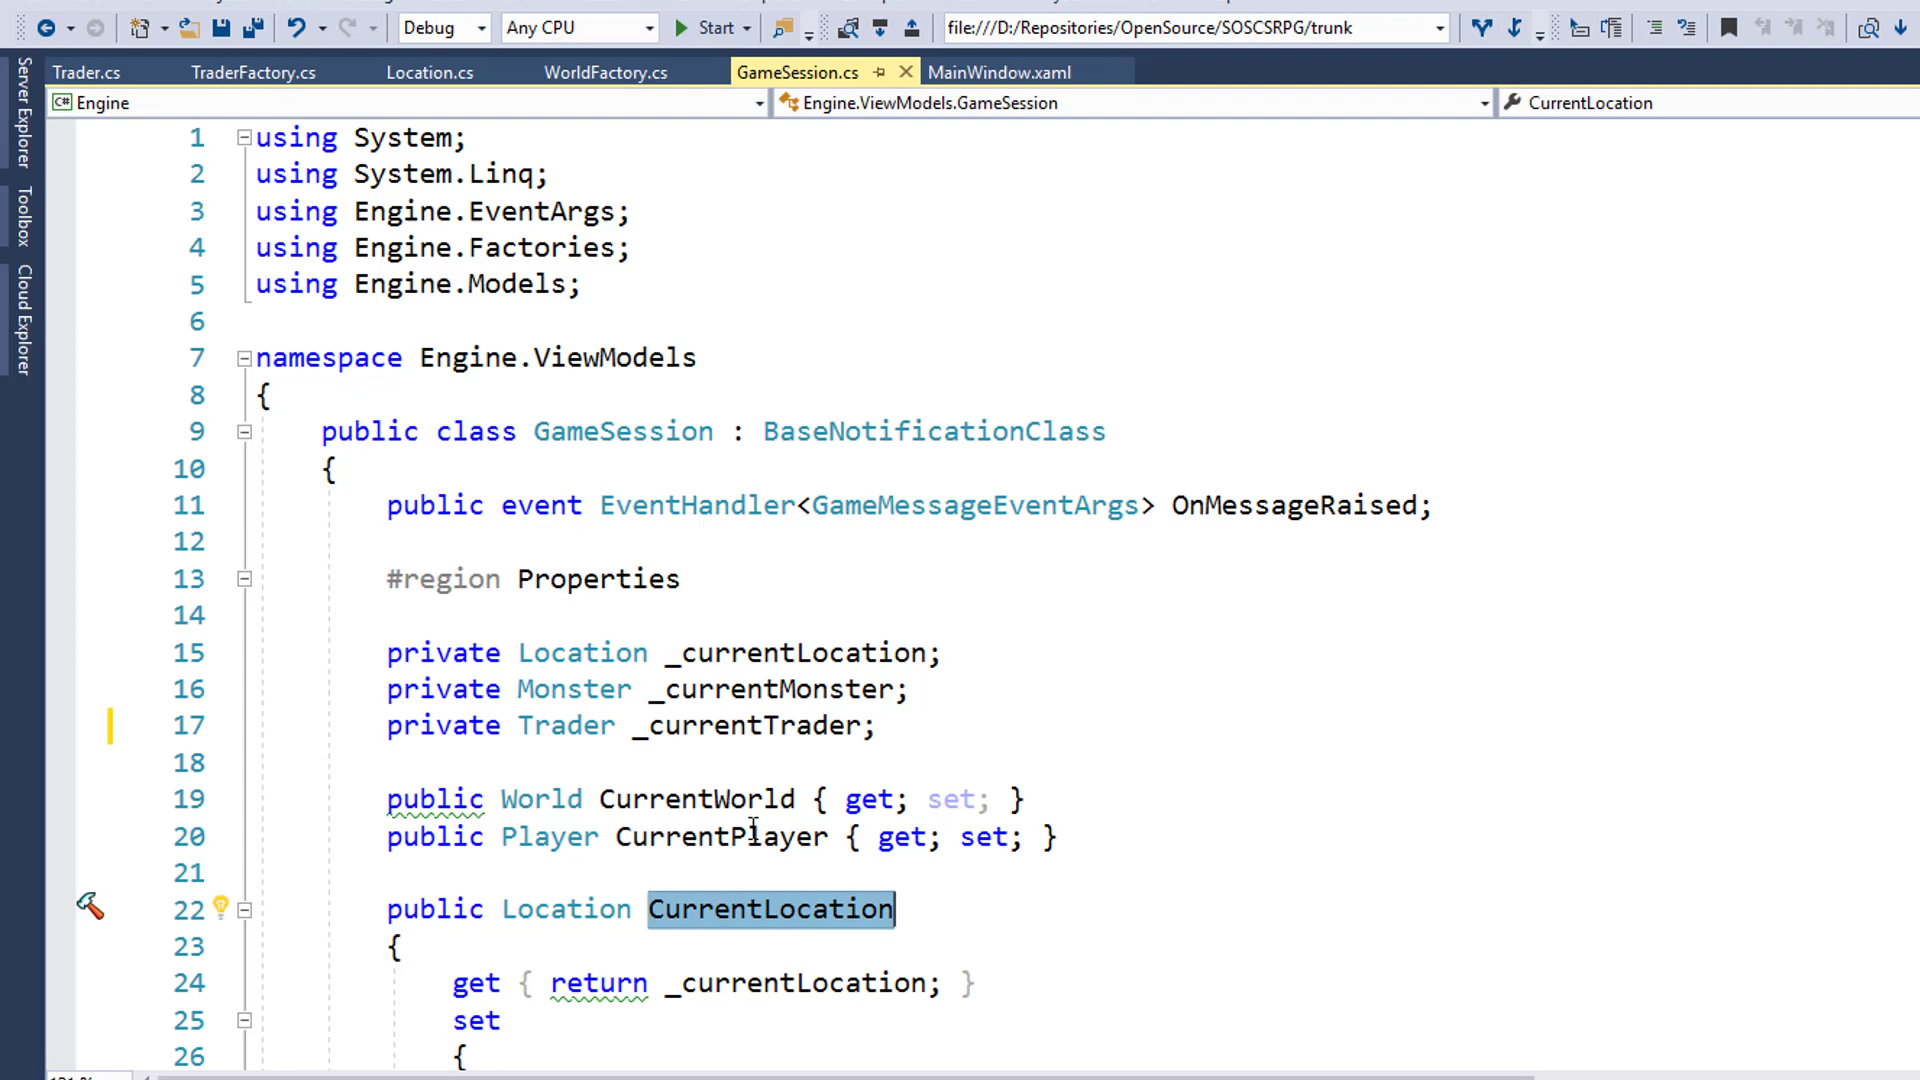 Debug Any CPU Start file:///D:/Repositories/OpenSource/SOSCSRPG/trunk
Trader.cs TraderFactory.cs Location.cs WorldFactory.cs GameSession.cs MainWindow.xaml
C# Engine Engine.ViewModels.GameSession CurrentLocation
Server Explorer
Toolbox
Cloud Explorer
1 using System;
2 using System.Linq;
3 using Engine.EventArgs;
4 using Engine.Factories;
5 using Engine.Models;
6
7 namespace Engine.ViewModels
8 {
9 public class GameSession : BaseNotificationClass
10 {
11 public event EventHandler<GameMessageEventArgs> OnMessageRaised;
12
13 #region Properties
14
15 private Location _currentLocation;
16 private Monster _currentMonster;
17 private Trader _currentTrader;
18
19 public World CurrentWorld { get; set; }
20 public Player CurrentPlayer { get; set; }
21
22 public Location CurrentLocation
23 {
24 get { return _currentLocation; }
25 set
26 {